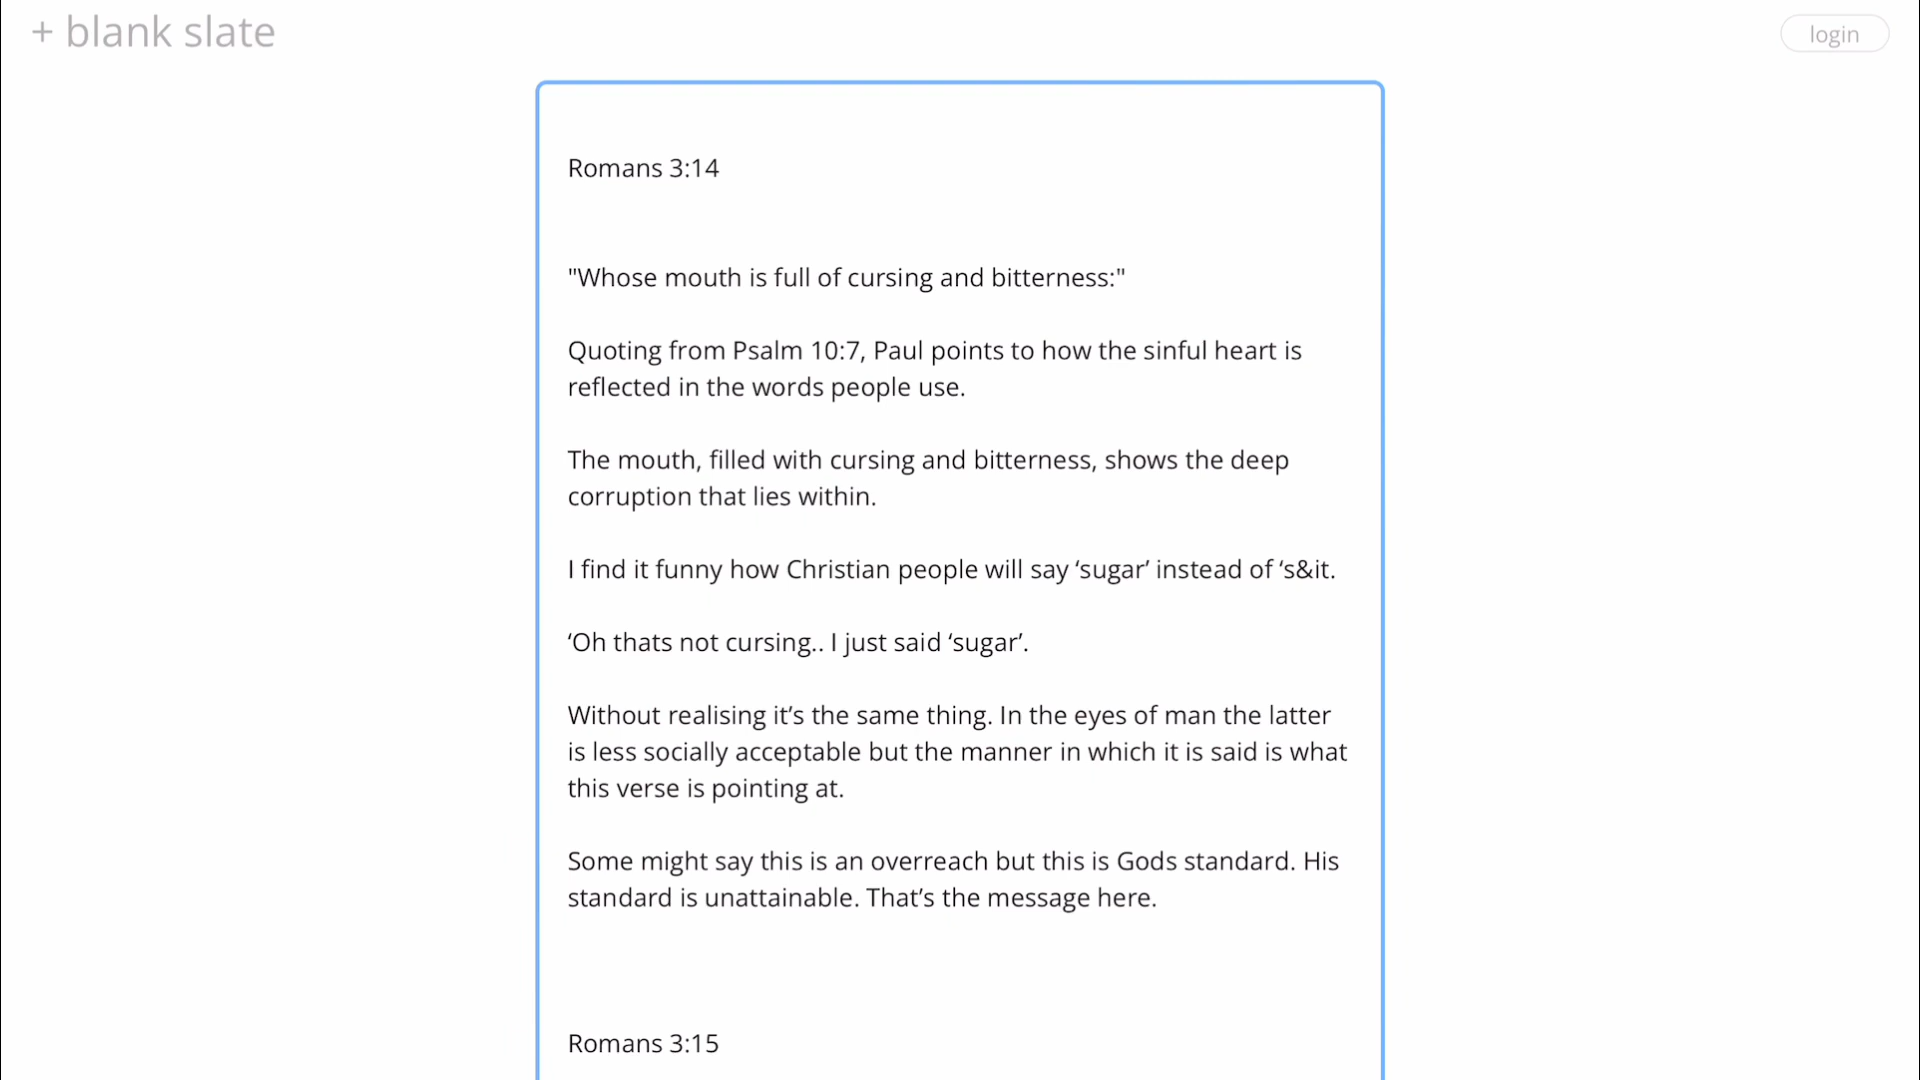 + blank slate
login
Romans 3:14
"Whose mouth is full of cursing and bitterness:"
Quoting from Psalm 10:7, Paul points to how the sinful heart is
reflected in the words people use.
The mouth, filled with cursing and bitterness, shows the deep
corruption that lies within.
I find it funny how Christian people will say ‘sugar’ instead of ‘s&it.
‘Oh thats not cursing.. I just said ‘sugar’.
Without realising it’s the same thing. In the eyes of man the latter
is less socially acceptable but the manner in which it is said is what
this verse is pointing at.
Some might say this is an overreach but this is Gods standard. His
standard is unattainable. That’s the message here.
Romans 3:15